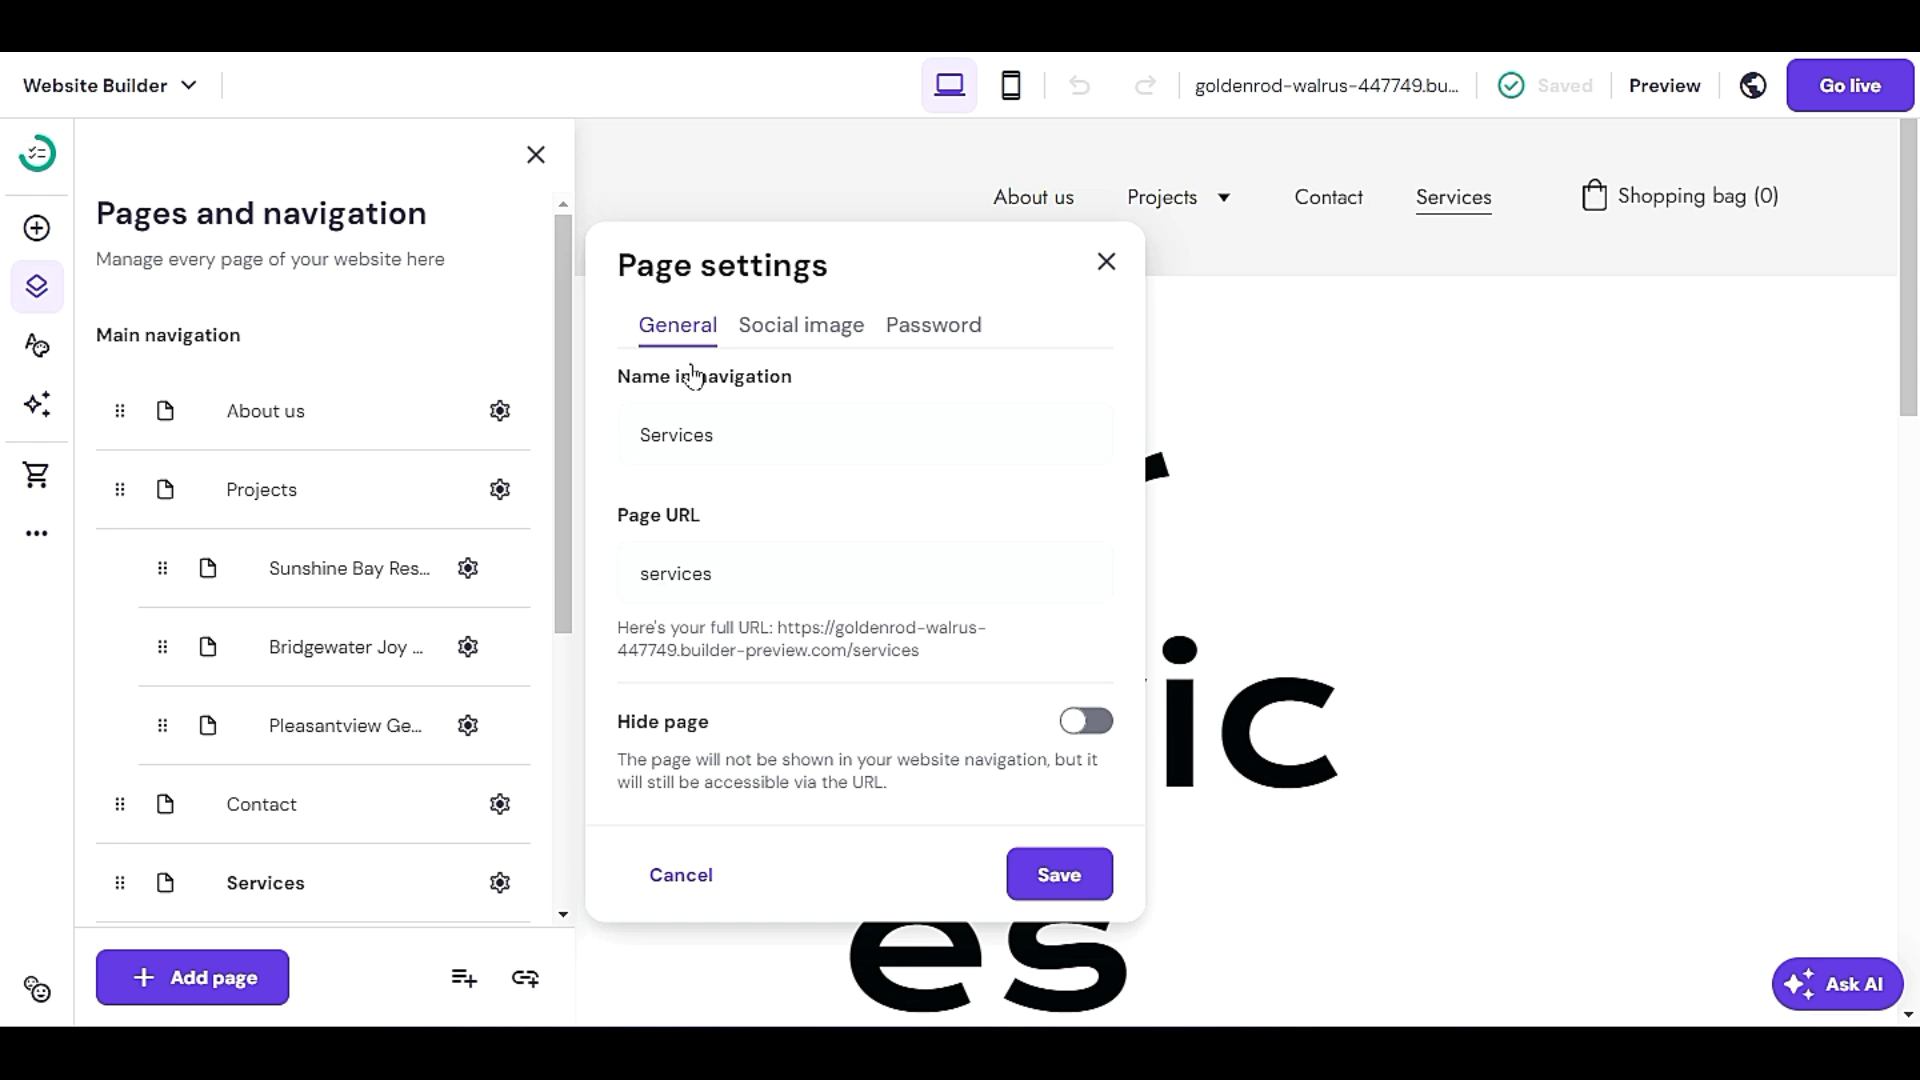 Website Builder
goldenrod-walrus-447749.bu...
Saved
Preview
Go live
Pages and navigation
Manage every page of your website here
Main navigation
About us
Projects
Sunshine Bay Res...
Bridgewater Joy ...
Pleasantview Ge...
Contact
Services
Add page
About us
Projects
Contact
Services
Shopping bag (0)
Page settings
General
Social image
Password
Name in navigation
Services
Page URL
services
Here's your full URL: https://goldenrod-walrus-
447749.builder-preview.com/services
Hide page
The page will not be shown in your website navigation, but it
will still be accessible via the URL.
Cancel
Save
ic
es
Ask AI